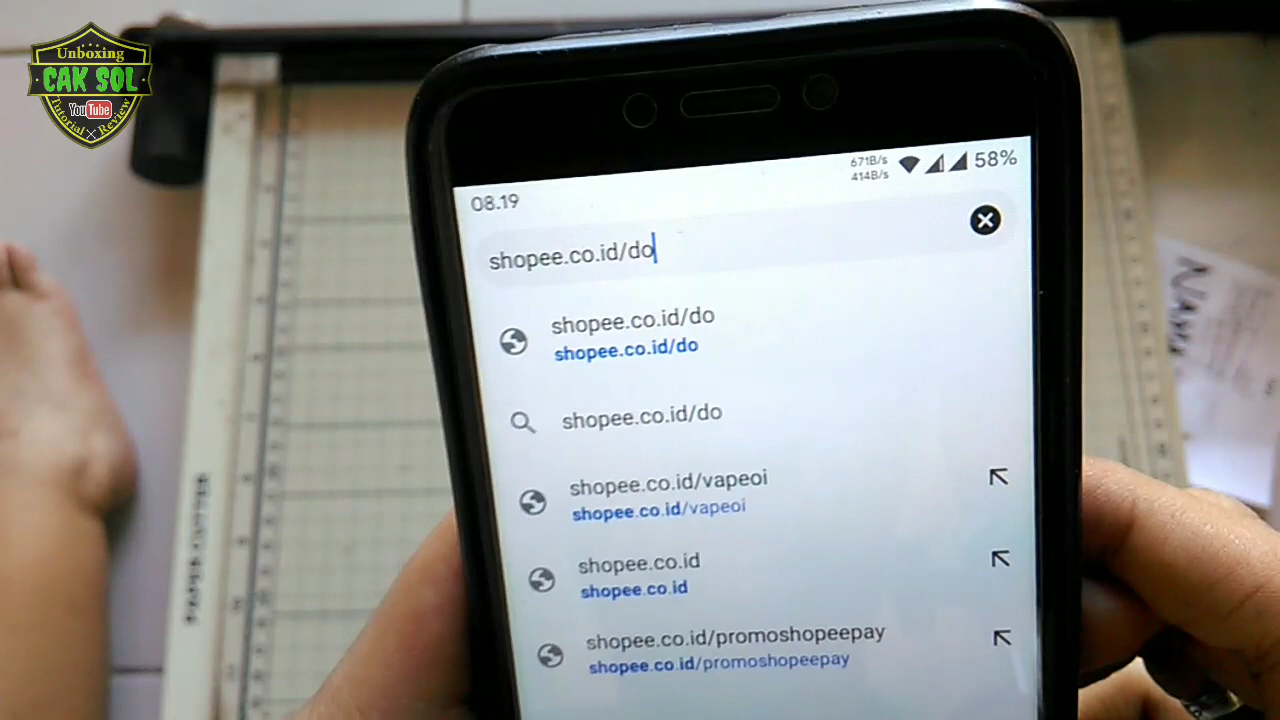 Unboxing
CAK SOL
YouTube
Tutorial Review
671B/s
414B/s
58%
08.19
shopee.co.id/do
shopee.co.id/do
shopee.co.id/do
shopee.co.id/do
shopee.co.id/vapeoi
shopee.co.id/vapeoi
shopee.co.id
shopee.co.id
shopee.co.id/promoshopeepay
shopee.co.id/promoshopeepay
PAPER CUTTER